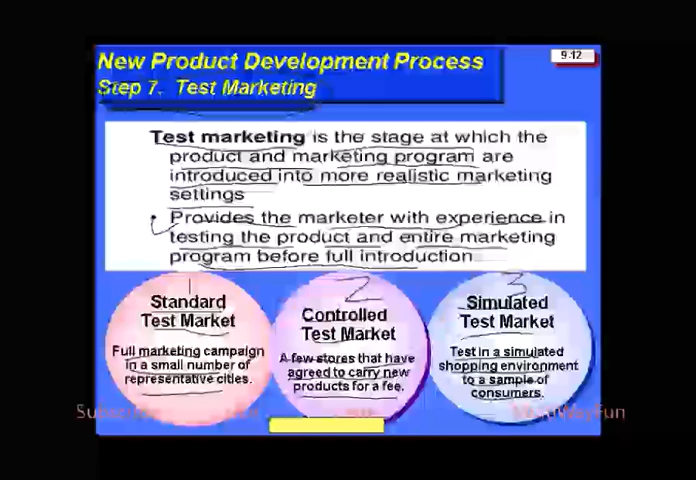 New Product Development Process
9.12
Step 7. Test Marketing
Test marketing is the stage at which the
product and marketing program are
introduced into more realistic marketing
settings
• Provides the marketer with experience in
testing the product and entire marketing
program before full introduction
1
Standard
Test Market
Full marketing campaign
in a small number of
representative cities.
2
Controlled
Test Market
A few stores that have
agreed to carry new
products for a fee.
3
Simulated
Test Market
Test in a simulated
shopping environment
to a sample of
consumers.